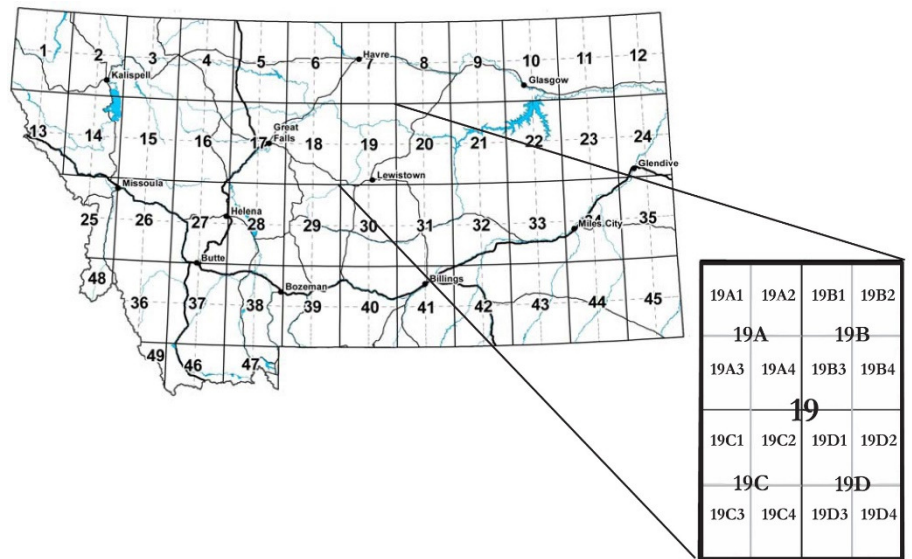 1
2
3
4
5
6
7
8
9
10
11
12
Kalispell
Havre
Glasgow
13
14
15
16
17
18
19
20
21
22
23
24
Great
Falls
Lewistown
Glendive
Missoula
25
26
27
28
29
30
31
32
33
34
35
Helena
Miles City
Butte
Billings
Bozeman
48
36
37
38
39
40
41
42
43
44
45
49
46
47
19A1 19A2 19B1 19B2
19A 19B
19A3 19A4 19B3 19B4
19
19C1 19C2 19D1 19D2
19C 19D
19C3 19C4 19D3 19D4